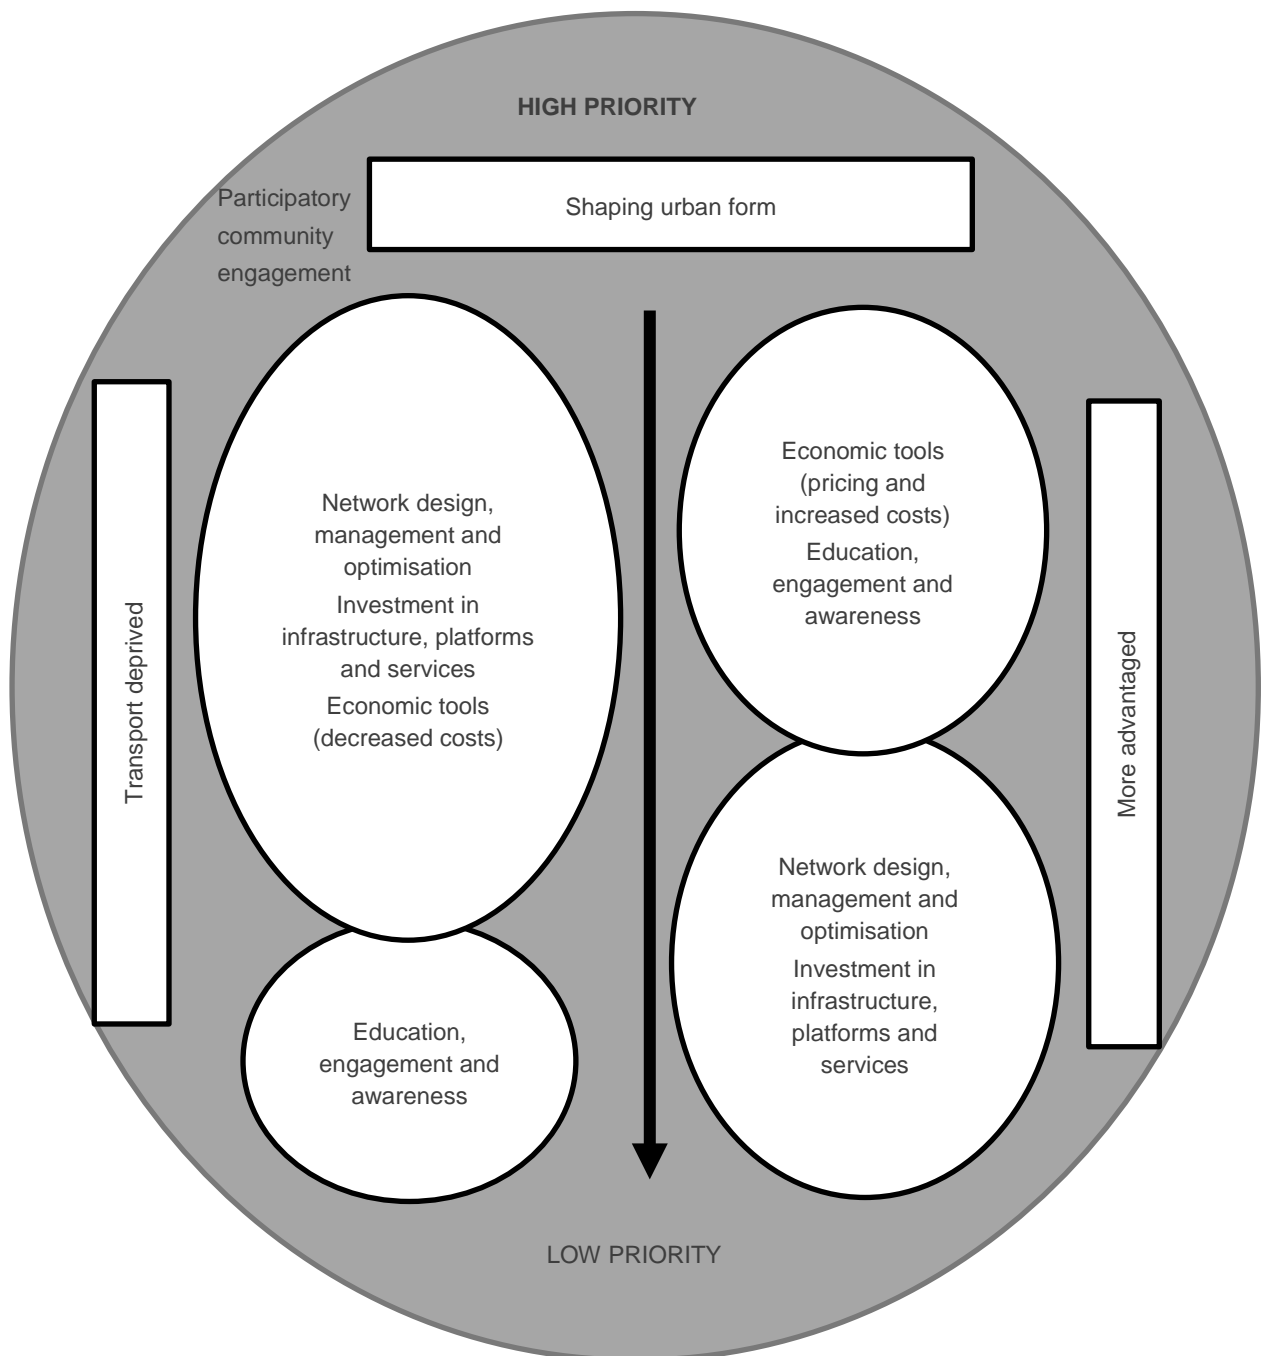 HIGH PRIORITY
Participatory
community
engagement
Shaping urban form
Transport deprived
Network design,
management and
optimisation
Investment in
infrastructure, platforms
and services
Economic tools
(decreased costs)
Education,
engagement and
awareness
Economic tools
(pricing and
increased costs)
Education,
engagement and
awareness
Network design,
management and
optimisation
Investment in
infrastructure,
platforms and
services
More advantaged
LOW PRIORITY